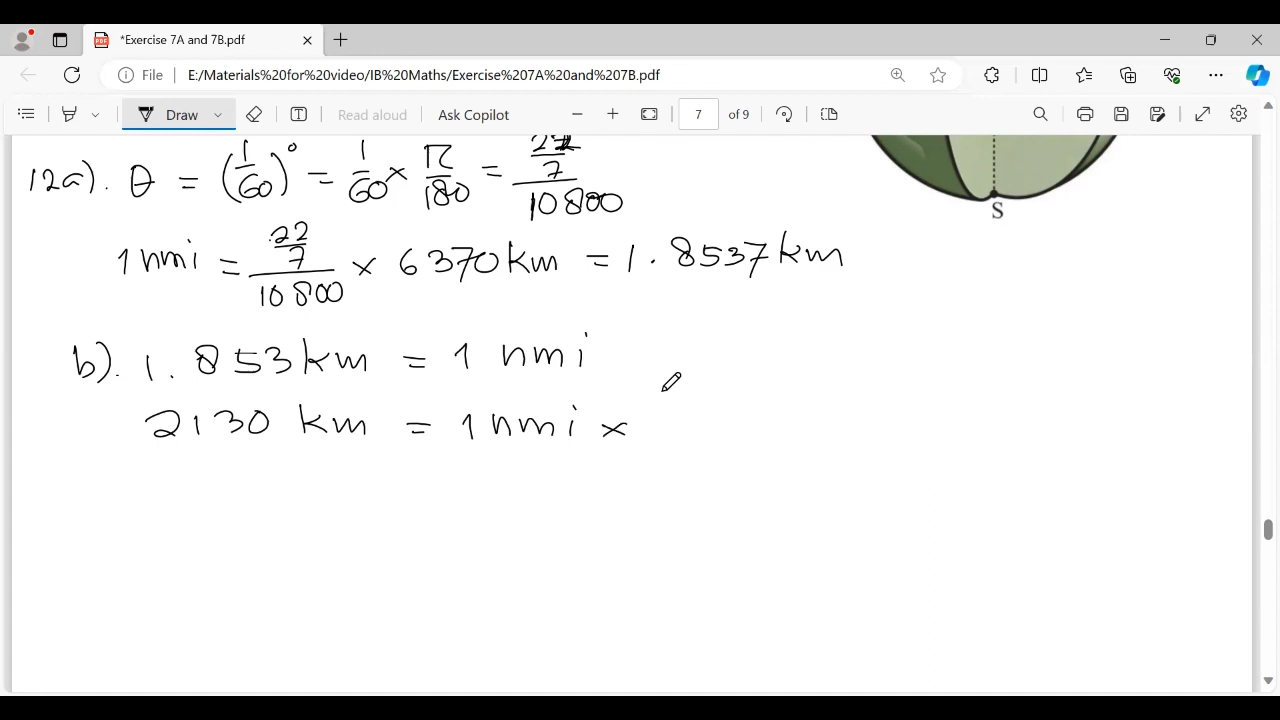 *Exercise 7A and 7B.pdf
File E:/Materials%20for%20video/IB%20Maths/Exercise%207A%20and%207B.pdf
Draw Read aloud Ask Copilot 7 of 9
12a). θ = (1/60)° = 1/60 × π/180 = 22/7/10800
S
1 nmi = 22/7/10800 × 6370 km = 1.8537 km
b). 1.853 km = 1 nmi
2130 km = 1 nmi ×